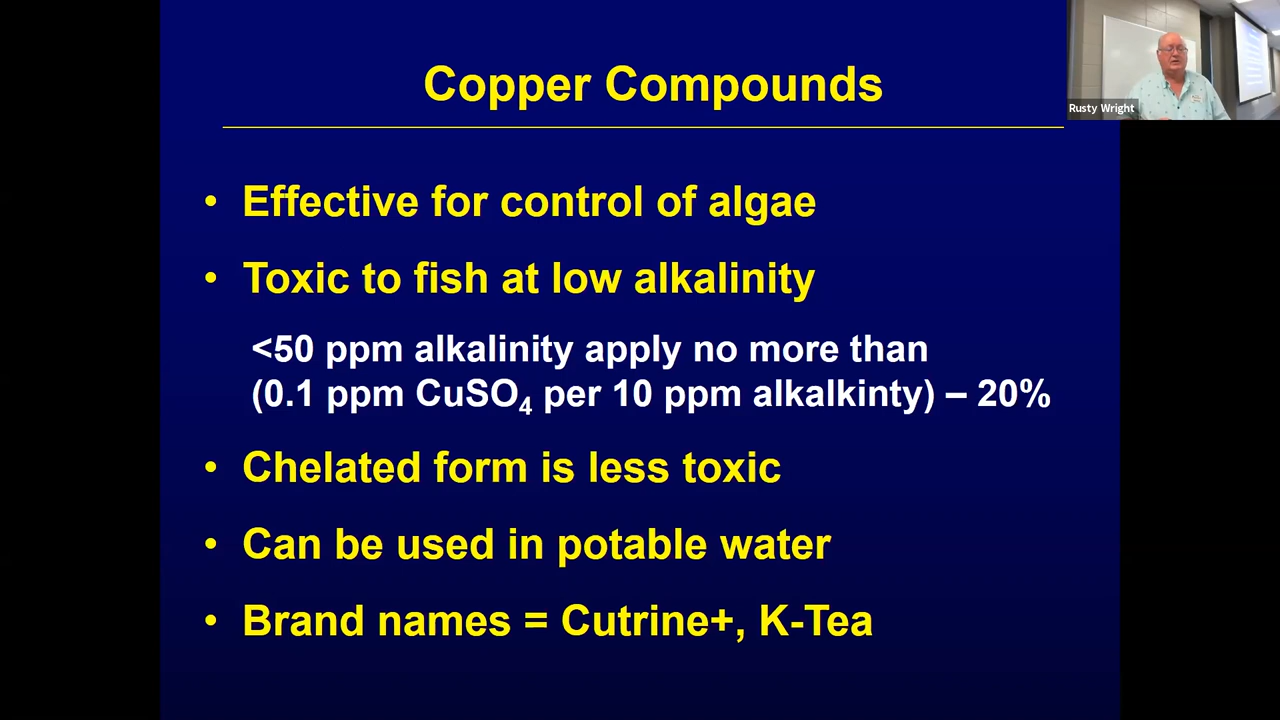 Copper Compounds
Rusty Wright
• Effective for control of algae
• Toxic to fish at low alkalinity
<50 ppm alkalinity apply no more than
(0.1 ppm CuSO₄ per 10 ppm alkalkinty) – 20%
• Chelated form is less toxic
• Can be used in potable water
• Brand names = Cutrine+, K-Tea